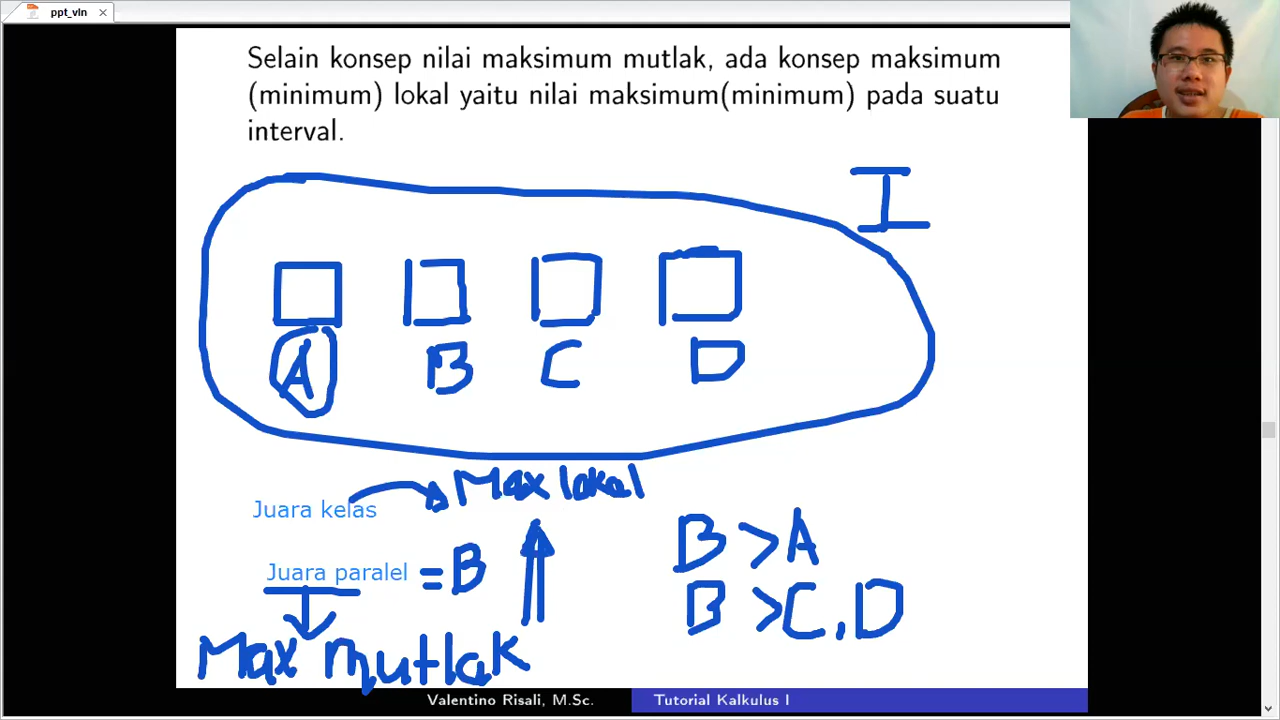 ppt_vln
Selain konsep nilai maksimum mutlak, ada konsep maksimum
(minimum) lokal yaitu nilai maksimum(minimum) pada suatu
interval.
I
A B C D
Juara kelas Max lokal
Juara paralel = B
B > A
B > C, D
Max mutlak
Valentino Risali, M.Sc. Tutorial Kalkulus I